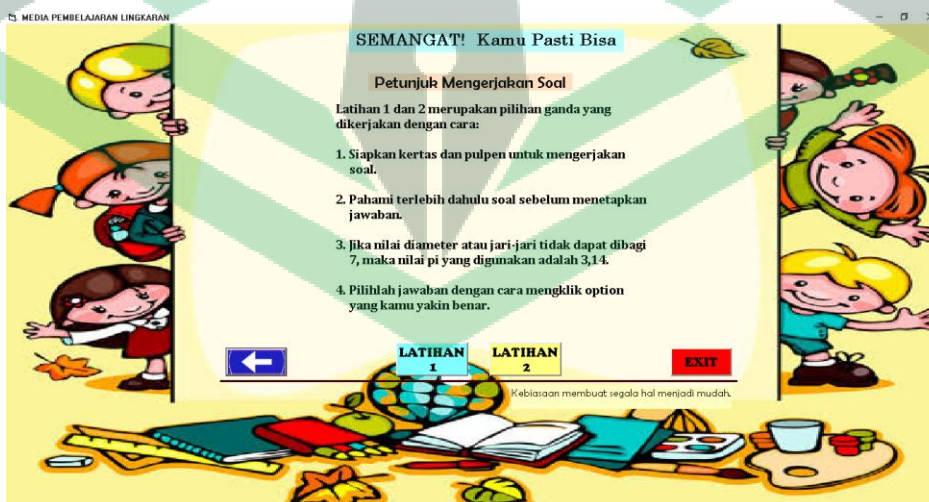 MEDIA PEMBELAJARAN LINGKARAN
SEMANGAT! Kamu Pasti Bisa
Petunjuk Mengerjakan Soal
Latihan 1 dan 2 merupakan pilihan ganda yang
dikerjakan dengan cara:
1. Siapkan kertas dan pulpen untuk mengerjakan
soal.
2. Pahami terlebih dahulu soal sebelum menetapkan
jawaban.
3. Jika nilai diameter atau jari-jari tidak dapat dibagi
7, maka nilai pi yang digunakan adalah 3,14.
4. Pilihlah jawaban dengan cara mengklik option
yang kamu yakin benar.
LATIHAN
1
LATIHAN
2
EXIT
Kebiasaan membuat segala hal menjadi mudah.